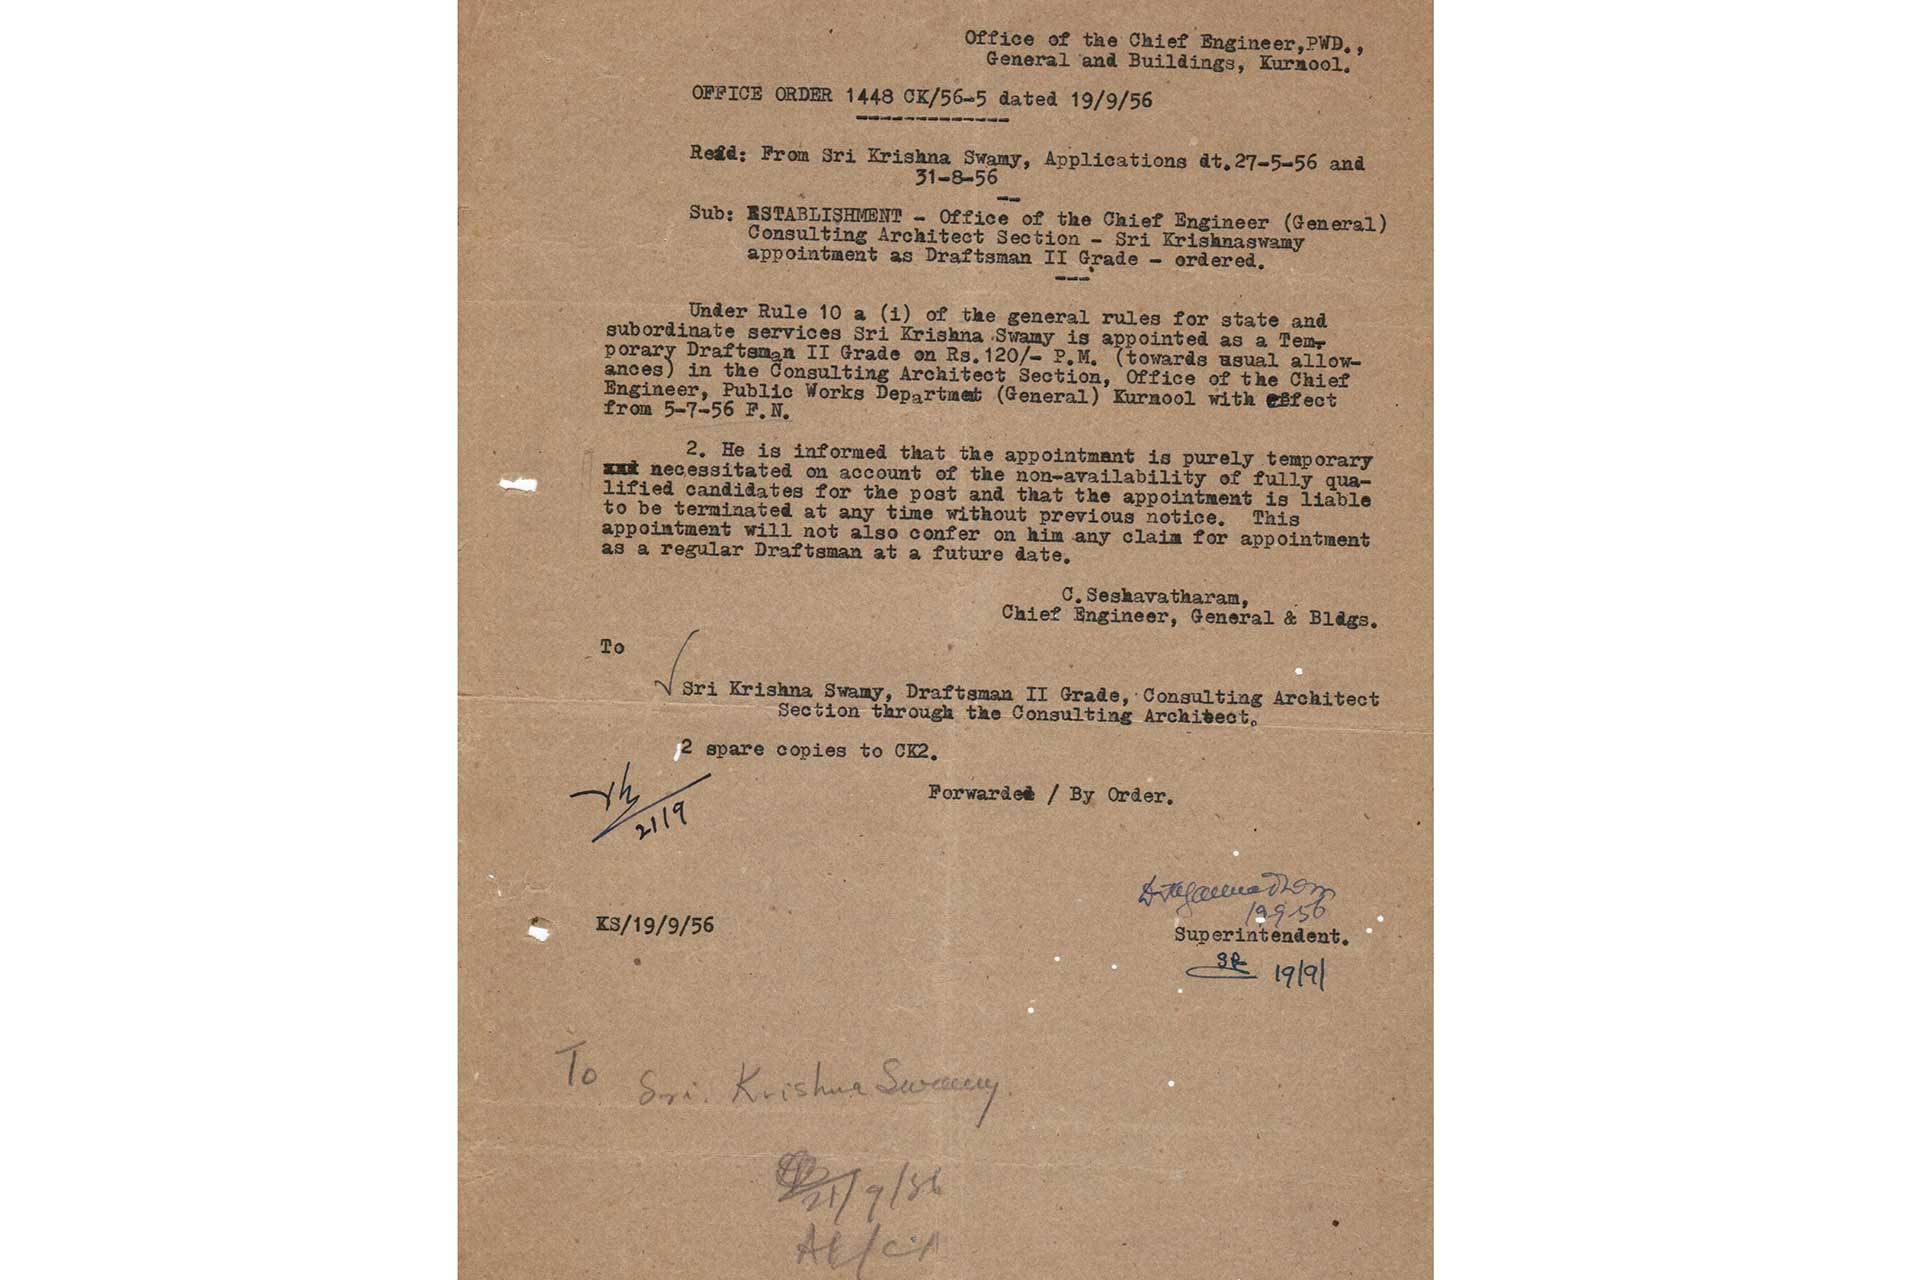 Office of the Chief Engineer,PWD.,
General and Buildings, Kurnool.
OFFICE ORDER 1448 CK/56-5 dated 19/9/56
-------------
Read: From Sri Krishna Swamy, Applications dt.27-5-56 and
31-8-56
--
Sub: ESTABLISHMENT - Office of the Chief Engineer (General)
Consulting Architect Section - Sri Krishnaswamy
appointment as Draftsman II Grade - ordered.
---
Under Rule 10 a (i) of the general rules for state and
subordinate services Sri Krishna Swamy is appointed as a Tem-
porary Draftsman II Grade on Rs.120/- P.M. (towards usual allow-
ances) in the Consulting Architect Section, Office of the Chief
Engineer, Public Works Departmet (General) Kurnool with effect
from 5-7-56 F.N.
2. He is informed that the appointment is purely temporary
and necessitated on account of the non-availability of fully qua-
lified candidates for the post and that the appointment is liable
to be terminated at any time without previous notice. This
appointment will not also confer on him any claim for appointment
as a regular Draftsman at a future date.
C.Seshavatharam,
Chief Engineer, General & Bldgs.
To
Sri Krishna Swamy, Draftsman II Grade, Consulting Architect
Section through the Consulting Architect.
2 spare copies to CK2.
Forwarded / By Order.
21/9
19-9-56
KS/19/9/56
Superintendent.
SR 19/9/
To Sri. Krishna Swamy.
21/9/56